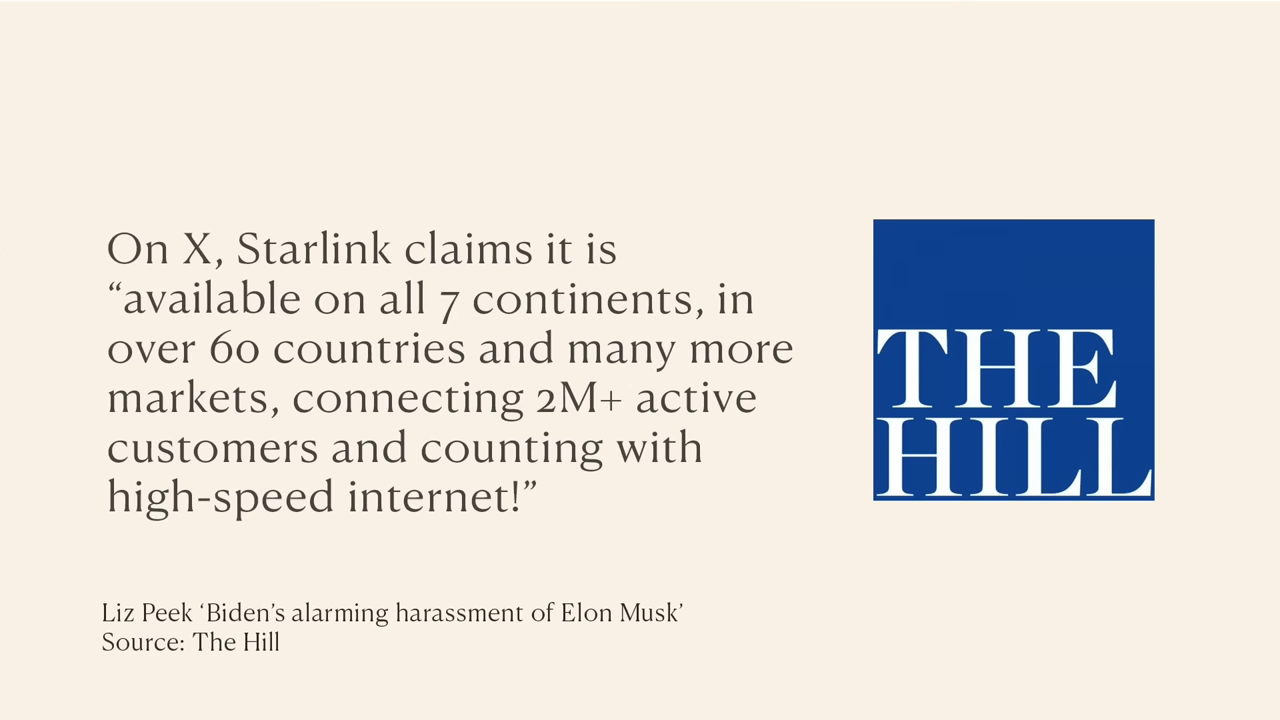 On X, Starlink claims it is
“available on all 7 continents, in
over 60 countries and many more
markets, connecting 2M+ active
customers and counting with
high-speed internet!”
THE
HILL
Liz Peek ‘Biden’s alarming harassment of Elon Musk’
Source: The Hill